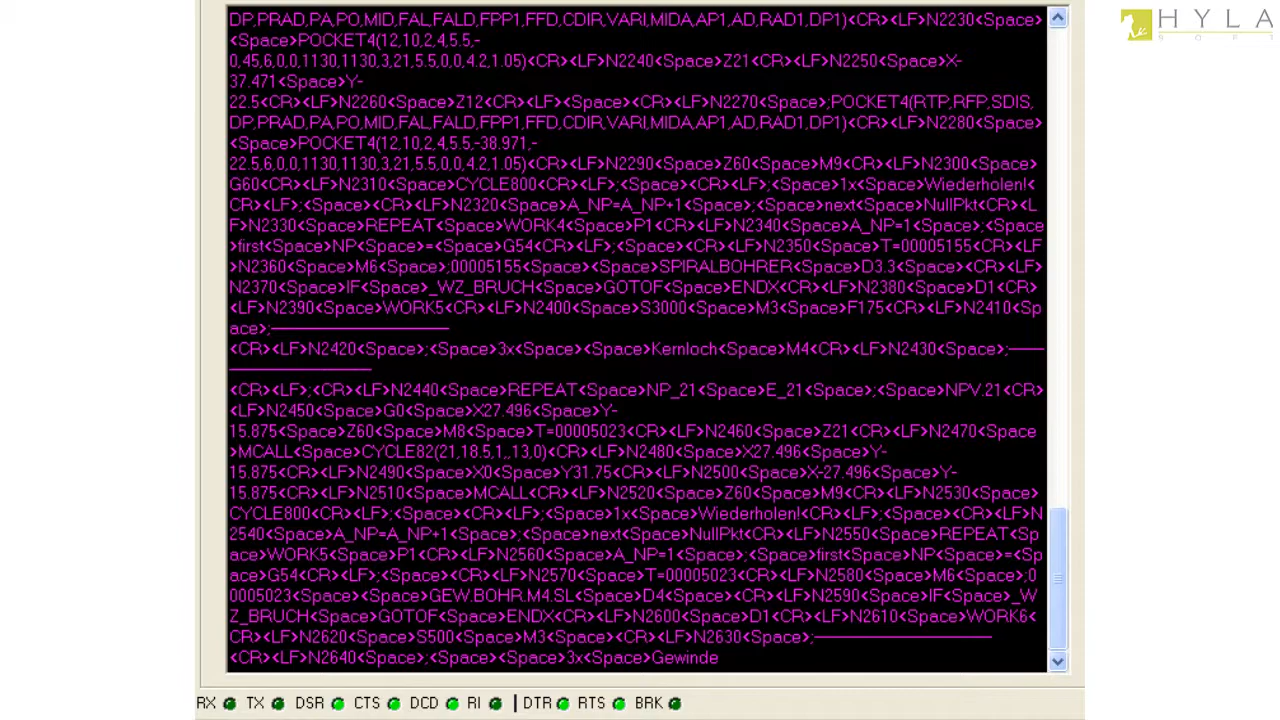 HYLA
SOFT
DP,PRAD,PA,PO,MID,FAL,FALD,FPP1,FFD,CDIR,VARI,MIDA,AP1,AD,RAD1,DP1)<CR><LF>N2230<Space>
<Space>POCKET4(12,10,2,4,5.5,-
0,45,6,0,0,1130,1130,3,21,5.5,0,0,4.2,1.05)<CR><LF>N2240<Space>Z21<CR><LF>N2250<Space>X-
37.471<Space>Y-
22.5<CR><LF>N2260<Space>Z12<CR><LF><Space><CR><LF>N2270<Space>;POCKET4(RTP,RFP,SDIS,
DP,PRAD,PA,PO,MID,FAL,FALD,FPP1,FFD,CDIR,VARI,MIDA,AP1,AD,RAD1,DP1)<CR><LF>N2280<Space>
<Space>POCKET4(12,10,2,4,5.5,-38.971,-
22.5,6,0,0,1130,1130,3,21,5.5,0,0,4.2,1.05)<CR><LF>N2290<Space>Z60<Space>M9<CR><LF>N2300<Space>
G60<CR><LF>N2310<Space>CYCLE800<CR><LF>;<Space><CR><LF>;<Space>1x<Space>Wiederholen!<
CR><LF>;<Space><CR><LF>N2320<Space>A_NP=A_NP+1<Space>;<Space>next<Space>NullPkt<CR><L
F>N2330<Space>REPEAT<Space>WORK4<Space>P1<CR><LF>N2340<Space>A_NP=1<Space>;<Space
>first<Space>NP<Space>=<Space>G54<CR><LF>;<Space><CR><LF>N2350<Space>T=00005155<CR><LF
>N2360<Space>M6<Space>;00005155<Space><Space>SPIRALBOHRER<Space>D3.3<Space><CR><LF>
N2370<Space>IF<Space>_WZ_BRUCH<Space>GOTOF<Space>ENDX<CR><LF>N2380<Space>D1<CR>
<LF>N2390<Space>WORK5<CR><LF>N2400<Space>S3000<Space>M3<Space>F175<CR><LF>N2410<Sp
ace>;---------------------------------
<CR><LF>N2420<Space>;<Space>3x<Space><Space>Kernloch<Space>M4<CR><LF>N2430<Space>;------
---------------------------
<CR><LF>;<CR><LF>N2440<Space>REPEAT<Space>NP_21<Space>E_21<Space>;<Space>NPV.21<CR>
<LF>N2450<Space>G0<Space>X27.496<Space>Y-
15.875<Space>Z60<Space>M8<Space>T=00005023<CR><LF>N2460<Space>Z21<CR><LF>N2470<Space
>MCALL<Space>CYCLE82(21,18.5,1,,13,0)<CR><LF>N2480<Space>X27.496<Space>Y-
15.875<CR><LF>N2490<Space>X0<Space>Y31.75<CR><LF>N2500<Space>X-27.496<Space>Y-
15.875<CR><LF>N2510<Space>MCALL<CR><LF>N2520<Space>Z60<Space>M9<CR><LF>N2530<Space>
CYCLE800<CR><LF>;<Space><CR><LF>;<Space>1x<Space>Wiederholen!<CR><LF>;<Space><CR><LF>N
2540<Space>A_NP=A_NP+1<Space>;<Space>next<Space>NullPkt<CR><LF>N2550<Space>REPEAT<Sp
ace>WORK5<Space>P1<CR><LF>N2560<Space>A_NP=1<Space>;<Space>first<Space>NP<Space>=<Sp
ace>G54<CR><LF>;<Space><CR><LF>N2570<Space>T=00005023<CR><LF>N2580<Space>M6<Space>;0
0005023<Space>GEW.BOHR.M4.SL<Space>D4<Space><CR><LF>N2590<Space>IF<Space>_W
Z_BRUCH<Space>GOTOF<Space>ENDX<CR><LF>N2600<Space>D1<CR><LF>N2610<Space>WORK6<
CR><LF>N2620<Space>S500<Space>M3<Space><CR><LF>N2630<Space>;---------------------------------
<CR><LF>N2640<Space>;<Space><Space>3x<Space>Gewinde
RX TX DSR CTS DCD RI | DTR RTS BRK